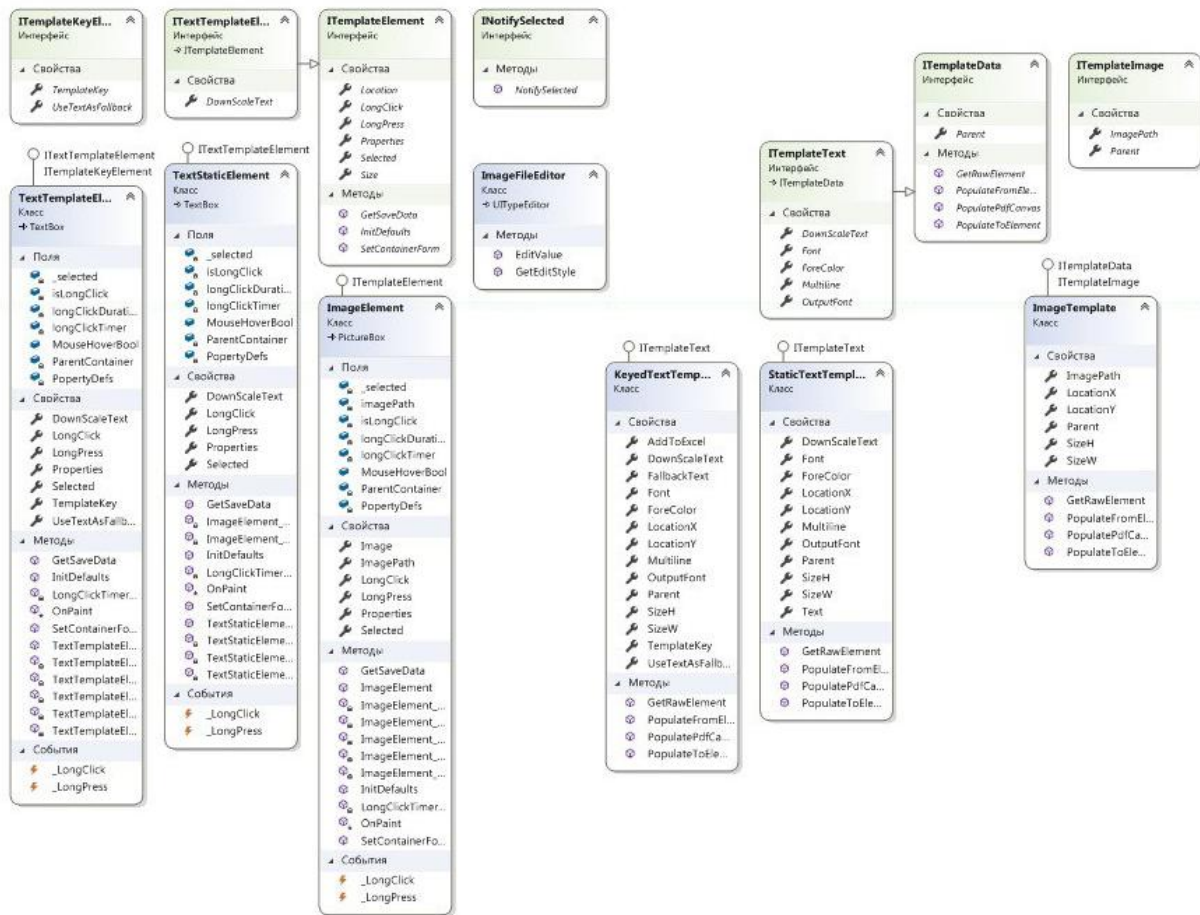 ITemplateKeyEl...
Интерфейс
Свойства
TemplateKey
UseTextAsFallback
ITextTemplateEl...
Интерфейс
ITemplateElement
Свойства
DownScaleText
ITemplateElement
Интерфейс
Свойства
Location
LongClick
LongPress
Properties
Selected
Size
Методы
GetSaveData
InitDefaults
SetContainerForm
INotifySelected
Интерфейс
Методы
NotifySelected
ITemplateText
Интерфейс
ITemplateData
Свойства
DownScaleText
Font
ForeColor
Multiline
OutputFont
ITemplateData
Интерфейс
Свойства
Parent
Методы
GetRawElement
PopulateFromEle...
PopulatePdfCanvas
PopulateToElement
ITemplateImage
Интерфейс
Свойства
ImagePath
Parent
ITextTemplateElement
ITemplateKeyElement
TextTemplateEl...
Класс
TextBox
Поля
_selected
isLongClick
longClickDurati...
longClickTimer
MouseHoverBool
ParentContainer
PopertyDefs
Свойства
DownScaleText
LongClick
LongPress
Properties
Selected
TemplateKey
UseTextAsFallb...
Методы
GetSaveData
InitDefaults
LongClickTimer...
OnPaint
SetContainerFo...
TextTemplateEl...
TextTemplateEl...
TextTemplateEl...
TextTemplateEl...
TextTemplateEl...
TextTemplateEl...
События
_LongClick
_LongPress
ITextTemplateElement
TextStaticElement
Класс
TextBox
Поля
_selected
isLongClick
longClickDurati...
longClickTimer
MouseHoverBool
ParentContainer
PopertyDefs
Свойства
DownScaleText
LongClick
LongPress
Properties
Selected
Методы
GetSaveData
ImageElement_...
ImageElement_...
InitDefaults
LongClickTimer...
OnPaint
SetContainerFo...
TextStaticEleme...
TextStaticEleme...
TextStaticEleme...
TextStaticEleme...
События
_LongClick
_LongPress
ITemplateElement
ImageElement
Класс
PictureBox
Поля
_selected
imagePath
isLongClick
longClickDurati...
longClickTimer
MouseHoverBool
ParentContainer
PopertyDefs
Свойства
Image
ImagePath
LongClick
LongPress
Properties
Selected
Методы
GetSaveData
ImageElement
ImageElement_...
ImageElement_...
ImageElement_...
ImageElement_...
ImageElement_...
InitDefaults
LongClickTimer...
OnPaint
SetContainerFo...
События
_LongClick
_LongPress
ImageFileEditor
Класс
UITypeEditor
Методы
EditValue
GetEditStyle
ITemplateText
KeyedTextTemp...
Класс
Свойства
AddToExcel
DownScaleText
FallbackText
Font
ForeColor
LocationX
LocationY
Multiline
OutputFont
Parent
SizeH
SizeW
TemplateKey
UseTextAsFallb...
Методы
GetRawElement
PopulateFromEl...
PopulatePdfCa...
PopulateToEle...
ITemplateText
StaticTextTempl...
Класс
Свойства
DownScaleText
Font
ForeColor
LocationX
LocationY
Multiline
OutputFont
Parent
SizeH
SizeW
Text
Методы
GetRawElement
PopulateFromEl...
PopulatePdfCa...
PopulateToEle...
ITemplateData
ITemplateImage
ImageTemplate
Класс
Свойства
ImagePath
LocationX
LocationY
Parent
SizeH
SizeW
Методы
GetRawElement
PopulateFromEl...
PopulatePdfCa...
PopulateToEle...